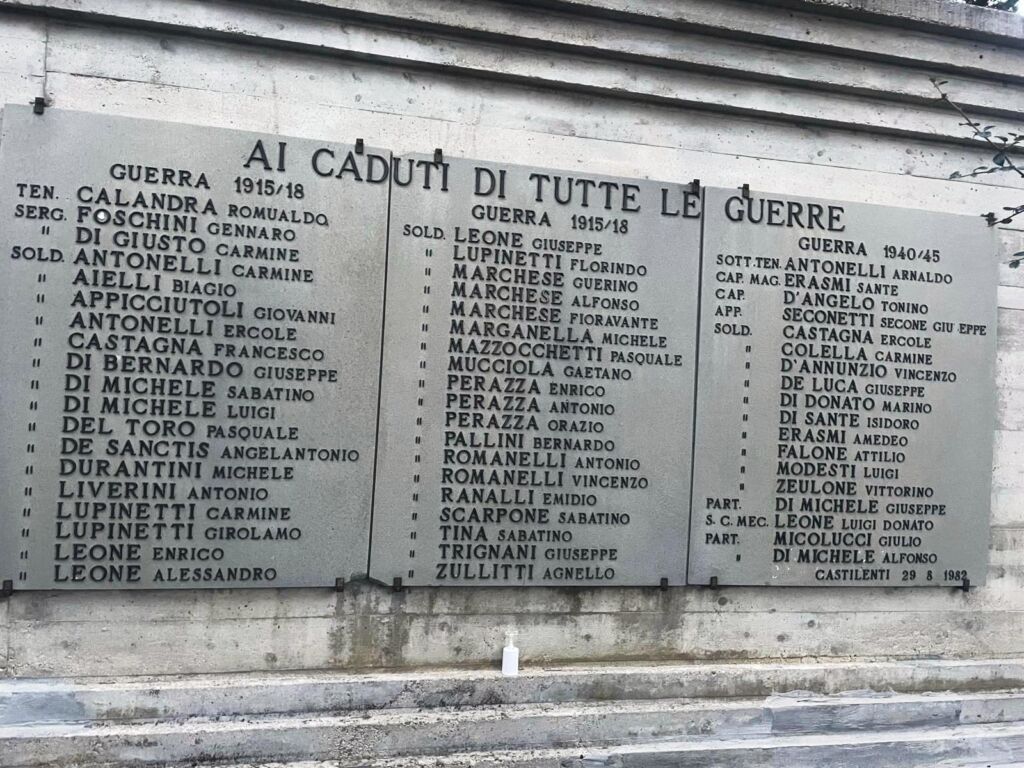 AI CADUTI DI TUTTE LE GUERRE
GUERRA 1915/18
TEN. CALANDRA ROMUALDO
SERG. FOSCHINI GENNARO
" DI GIUSTO CARMINE
SOLD. ANTONELLI CARMINE
" AIELLI BIAGIO
" APPICCIUTOLI GIOVANNI
" ANTONELLI ERCOLE
" CASTAGNA FRANCESCO
" DI BERNARDO GIUSEPPE
" DI MICHELE SABATINO
" DI MICHELE LUIGI
" DEL TORO PASQUALE
" DE SANCTIS ANGELANTONIO
" DURANTINI MICHELE
" LIVERINI ANTONIO
" LUPINETTI CARMINE
" LUPINETTI GIROLAMO
" LEONE ENRICO
" LEONE ALESSANDRO
GUERRA 1915/18
SOLD. LEONE GIUSEPPE
" LUPINETTI FLORINDO
" MARCHESE GUERINO
" MARCHESE ALFONSO
" MARCHESE FIORAVANTE
" MARGANELLA MICHELE
" MAZZOCCHETTI PASQUALE
" MUCCIOLA GAETANO
" PERAZZA ENRICO
" PERAZZA ANTONIO
" PERAZZA ORAZIO
" PALLINI BERNARDO
" ROMANELLI ANTONIO
" ROMANELLI VINCENZO
" RANALLI EMIDIO
" SCARPONE SABATINO
" TINA SABATINO
" TRIGNANI GIUSEPPE
" ZULLITTI AGNELLO
GUERRA 1940/45
SOTT.TEN. ANTONELLI ARNALDO
CAP. MAG. ERASMI SANTE
CAP. D'ANGELO TONINO
APP. SECONETTI SECONE GIU EPPE
SOLD. CASTAGNA ERCOLE
" COLELLA CARMINE
" D'ANNUNZIO VINCENZO
" DE LUCA GIUSEPPE
" DI DONATO MARINO
" DI SANTE ISIDORO
" ERASMI AMEDEO
" FALONE ATTILIO
" MODESTI LUIGI
" ZEULONE VITTORINO
PART. DI MICHELE GIUSEPPE
S. C. MEC. LEONE LUIGI DONATO
PART. MICOLUCCI GIULIO
" DI MICHELE ALFONSO
CASTILENTI 29 8 1982